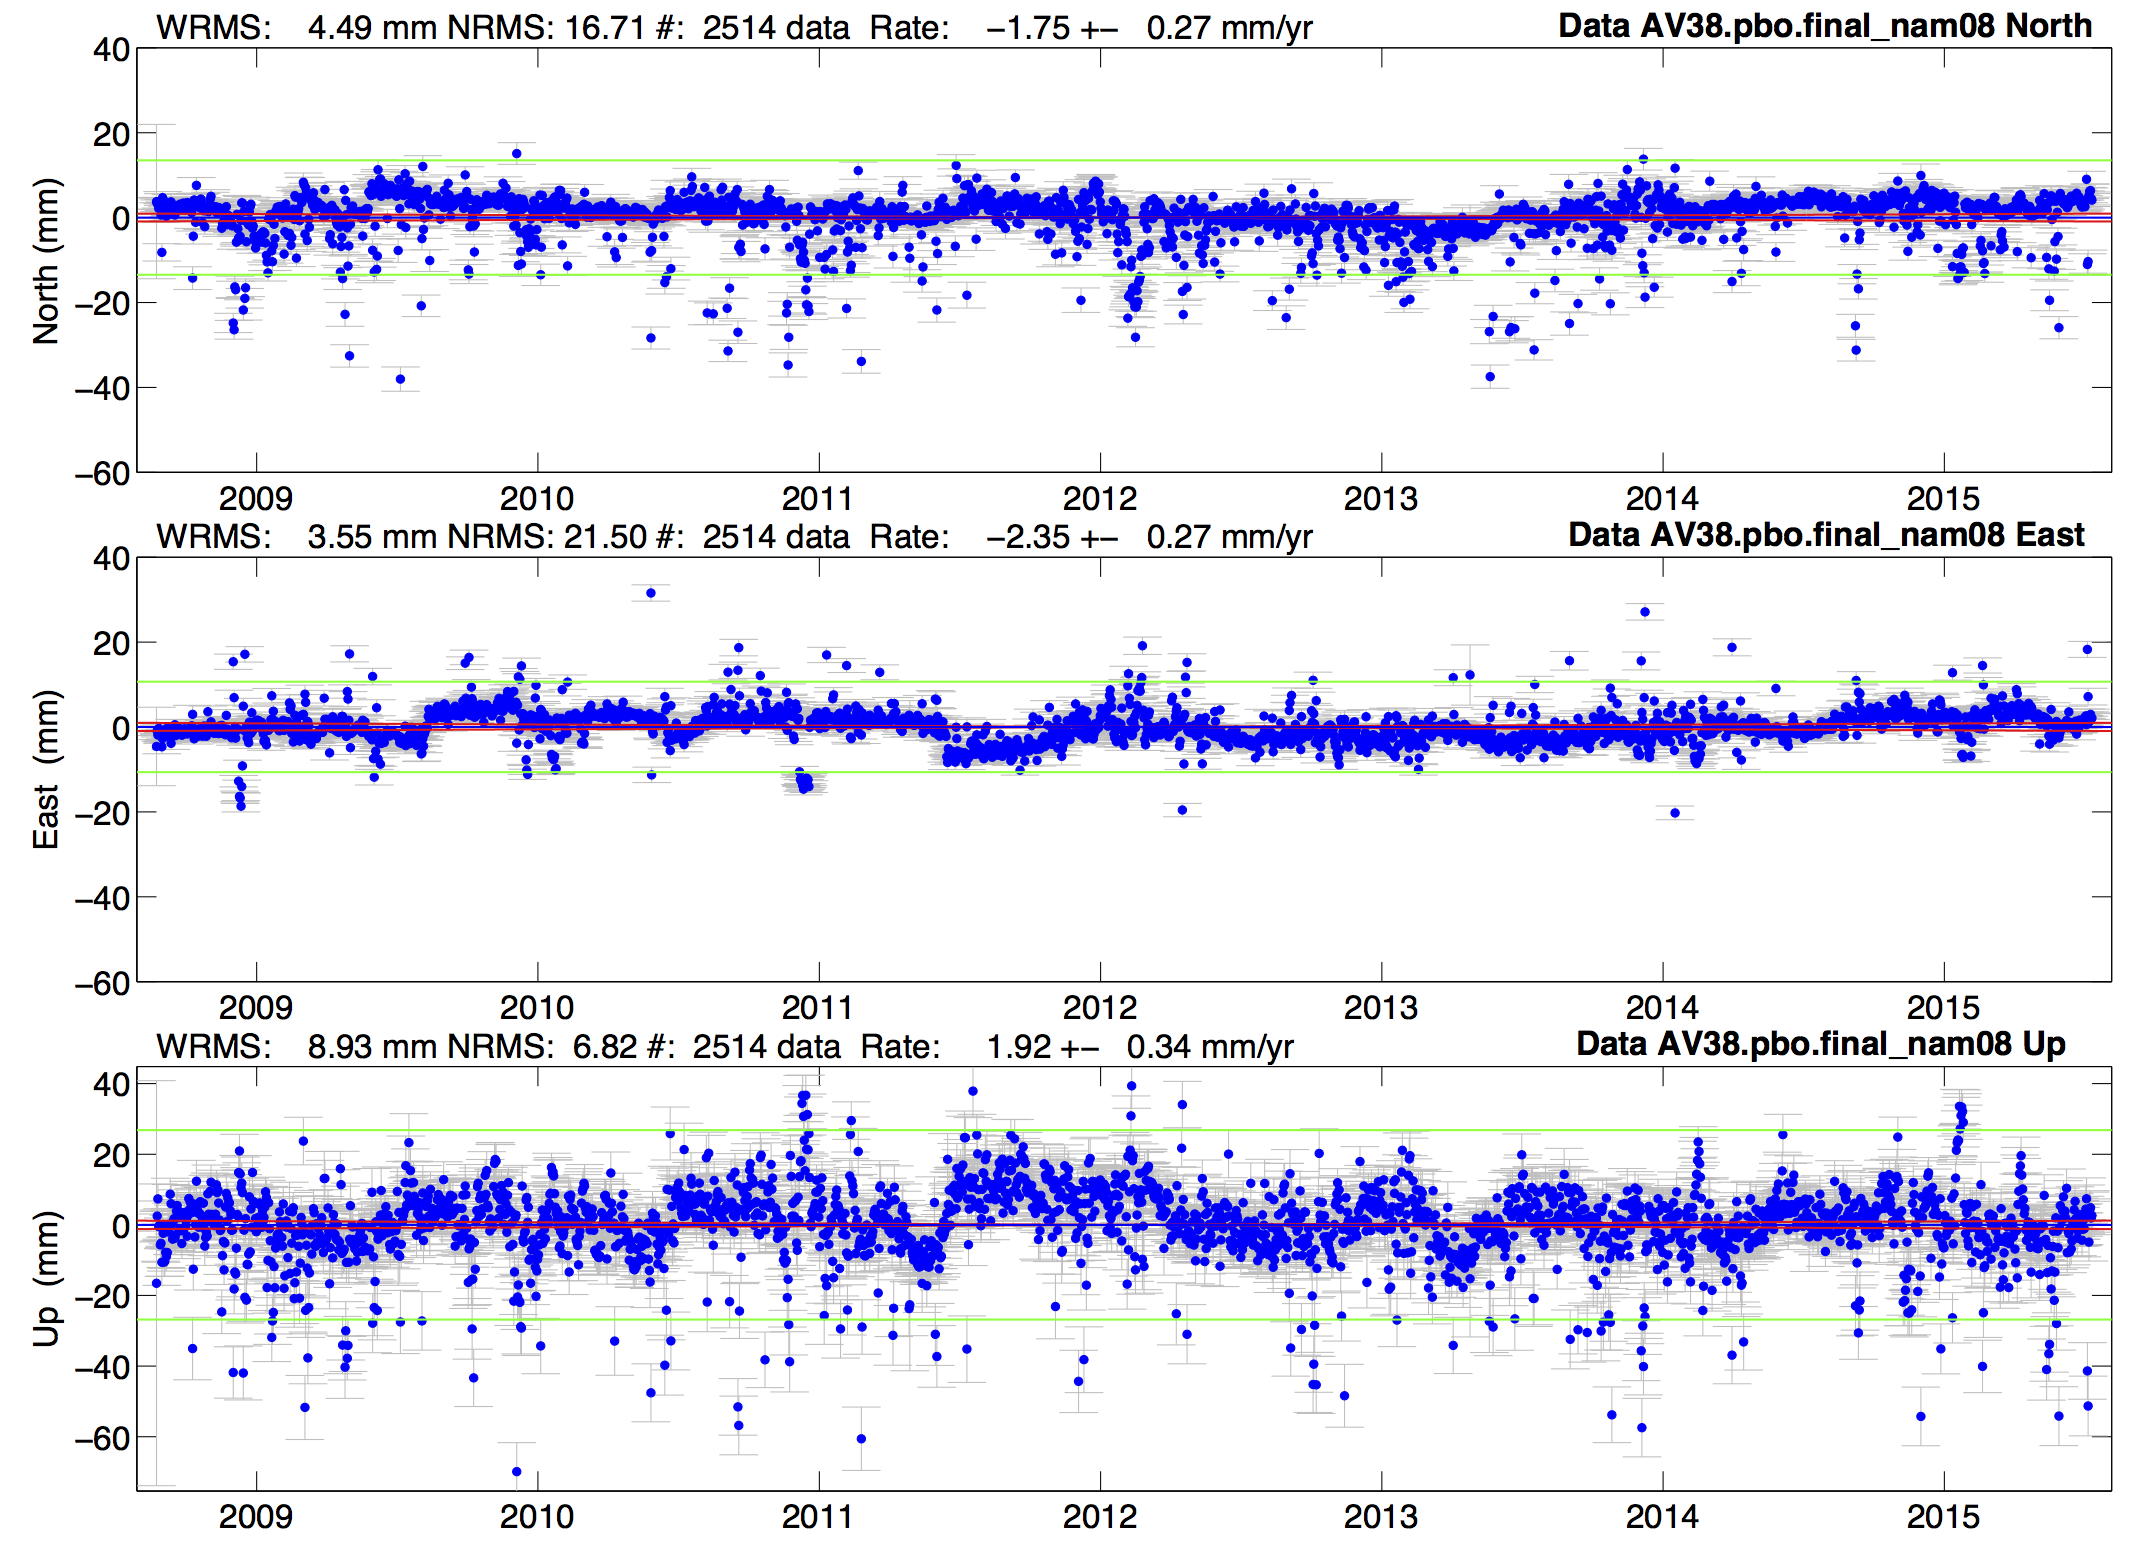 WRMS: 4.49 mm NRMS: 16.71 #: 2514 data Rate: −1.75 +− 0.27 mm/yr Data AV38.pbo.final_nam08 North
40
20
0
−20
−40
−60
North (mm)
2009 2010 2011 2012 2013 2014 2015
WRMS: 3.55 mm NRMS: 21.50 #: 2514 data Rate: −2.35 +− 0.27 mm/yr Data AV38.pbo.final_nam08 East
40
20
0
−20
−40
−60
East (mm)
2009 2010 2011 2012 2013 2014 2015
WRMS: 8.93 mm NRMS: 6.82 #: 2514 data Rate: 1.92 +− 0.34 mm/yr Data AV38.pbo.final_nam08 Up
40
20
0
−20
−40
−60
Up (mm)
2009 2010 2011 2012 2013 2014 2015